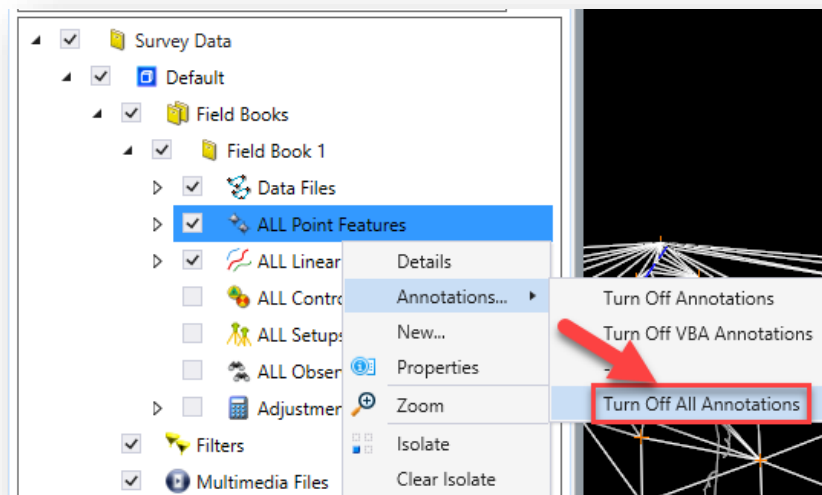 Survey Data
Default
Field Books
Field Book 1
Data Files
ALL Point Features
ALL Linear
Details
ALL Contro
Annotations...
Turn Off Annotations
ALL Setups
New...
Turn Off VBA Annotations
ALL Obser
Properties
Adjustmen
Zoom
Turn Off All Annotations
Filters
Isolate
Multimedia Files
Clear Isolate